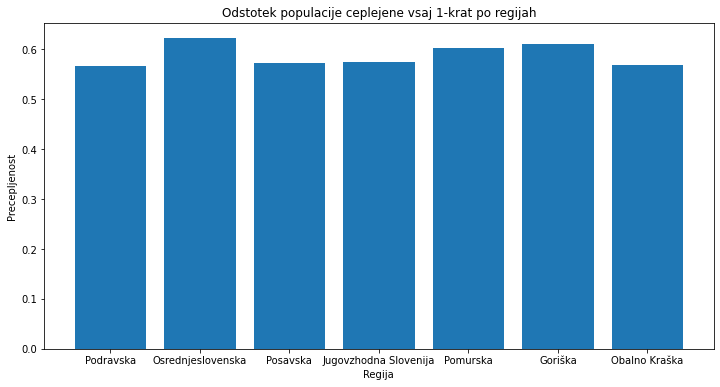 Odstotek populacije cepljene vsaj 1-krat po regijah
Precepljenost
0.6
0.5
0.4
0.3
0.2
0.1
0.0
Podravska Osrednjeslovenska Posavska Jugovzhodna Slovenija Pomurska Goriška Obalno Kraška
Regija